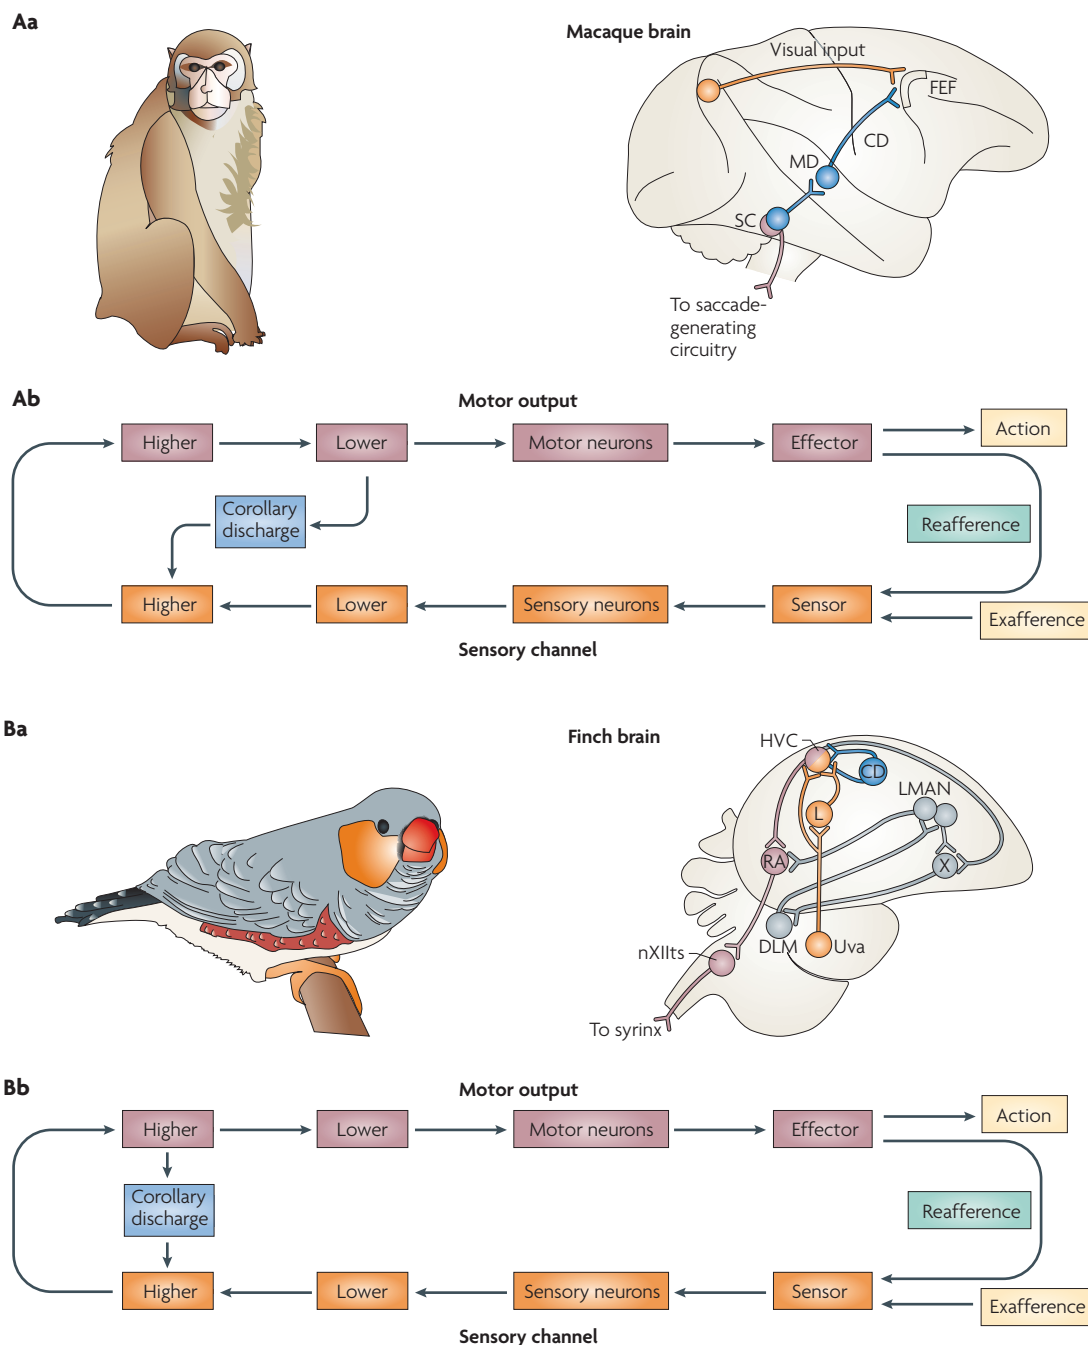 Aa
Macaque brain
Visual input
FEF
CD
MD
SC
To saccade-
generating
circuitry
Ab
Motor output
Higher
Lower
Motor neurons
Effector
Action
Corollary
discharge
Reafference
Higher
Lower
Sensory neurons
Sensor
Exafference
Sensory channel
Ba
Finch brain
HVC
CD
LMAN
L
RA
X
nXIIts
DLM
Uva
To syrinx
Bb
Motor output
Higher
Lower
Motor neurons
Effector
Action
Corollary
discharge
Reafference
Higher
Lower
Sensory neurons
Sensor
Exafference
Sensory channel